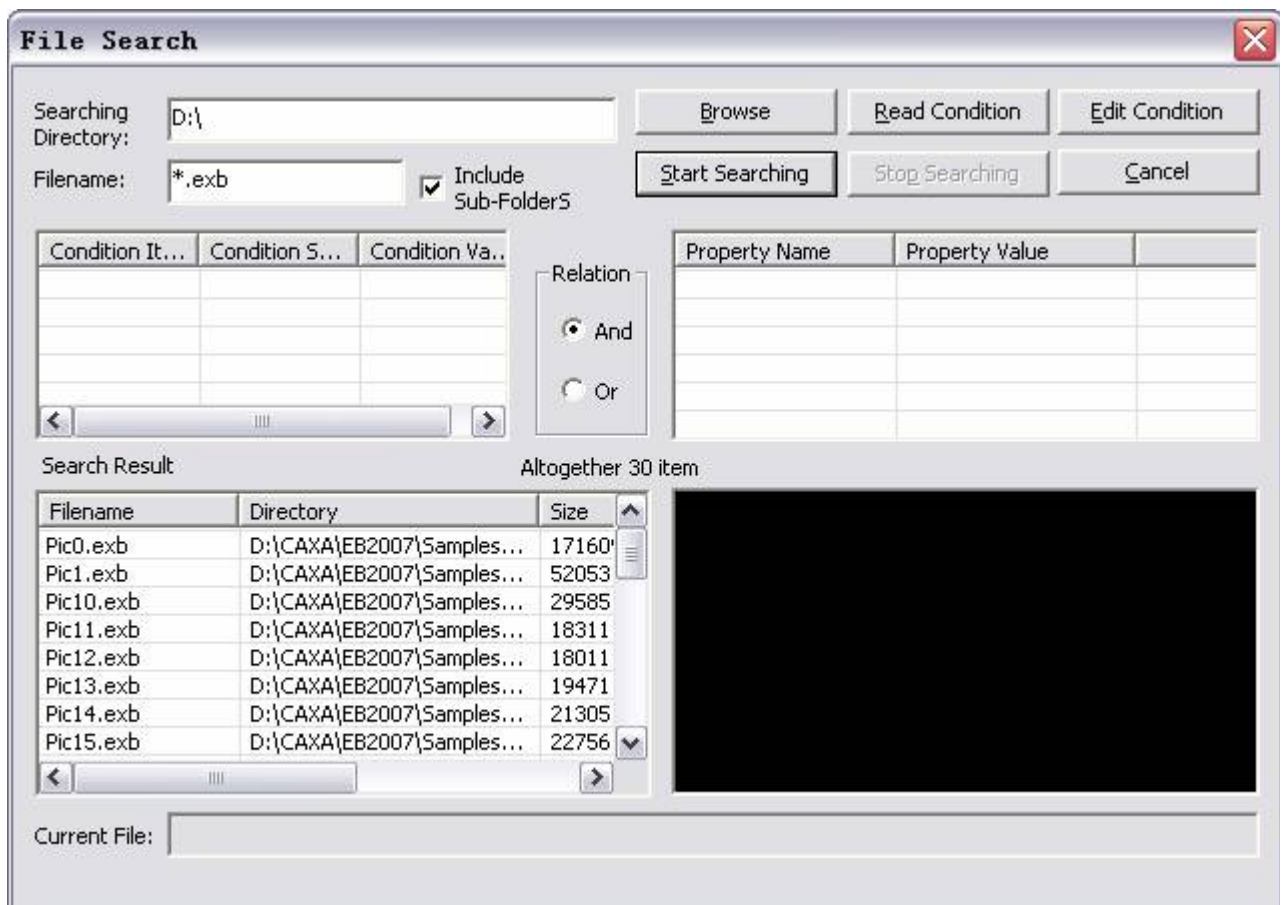 File Search
Searching Directory:
D:\
Browse
Read Condition
Edit Condition
Filename:
*.exb
Include Sub-FolderS
Start Searching
Stop Searching
Cancel
Condition It... Condition S... Condition Va..
Relation
And
Or
Property Name Property Value
Search Result
Altogether 30 item
Filename Directory Size
Pic0.exb D:\CAXA\EB2007\Samples... 17160
Pic1.exb D:\CAXA\EB2007\Samples... 52053
Pic10.exb D:\CAXA\EB2007\Samples... 29585
Pic11.exb D:\CAXA\EB2007\Samples... 18311
Pic12.exb D:\CAXA\EB2007\Samples... 18011
Pic13.exb D:\CAXA\EB2007\Samples... 19471
Pic14.exb D:\CAXA\EB2007\Samples... 21305
Pic15.exb D:\CAXA\EB2007\Samples... 22756
Current File: